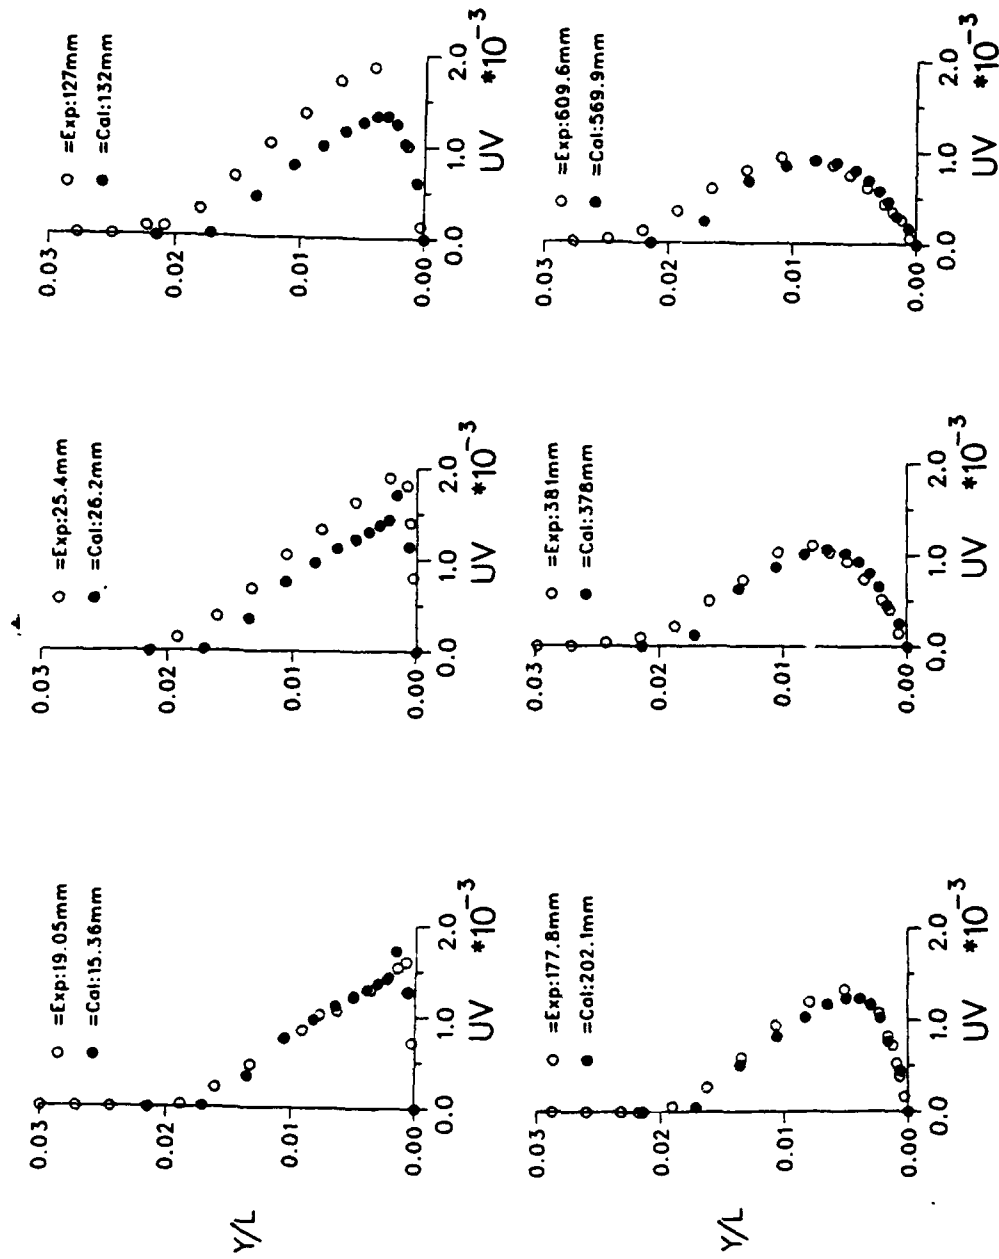 ○ =Exp:19.05mm
● =Cal:15.36mm
0.03
0.02
0.01
0.00
Y/L
0.0 1.0 2.0
UV *10-3
○ =Exp:25.4mm
● =Cal:26.2mm
0.03
0.02
0.01
0.00
0.0 1.0 2.0
UV *10-3
○ =Exp:127mm
● =Cal:132mm
0.03
0.02
0.01
0.00
0.0 1.0 2.0
UV *10-3
○ =Exp:177.8mm
● =Cal:202.1mm
0.03
0.02
0.01
0.00
Y/L
0.0 1.0 2.0
UV *10-3
○ =Exp:381mm
● =Cal:378mm
0.03
0.02
0.01
0.00
0.0 1.0 2.0
UV *10-3
○ =Exp:609.6mm
● =Cal:569.9mm
0.03
0.02
0.01
0.00
0.0 1.0 2.0
UV *10-3